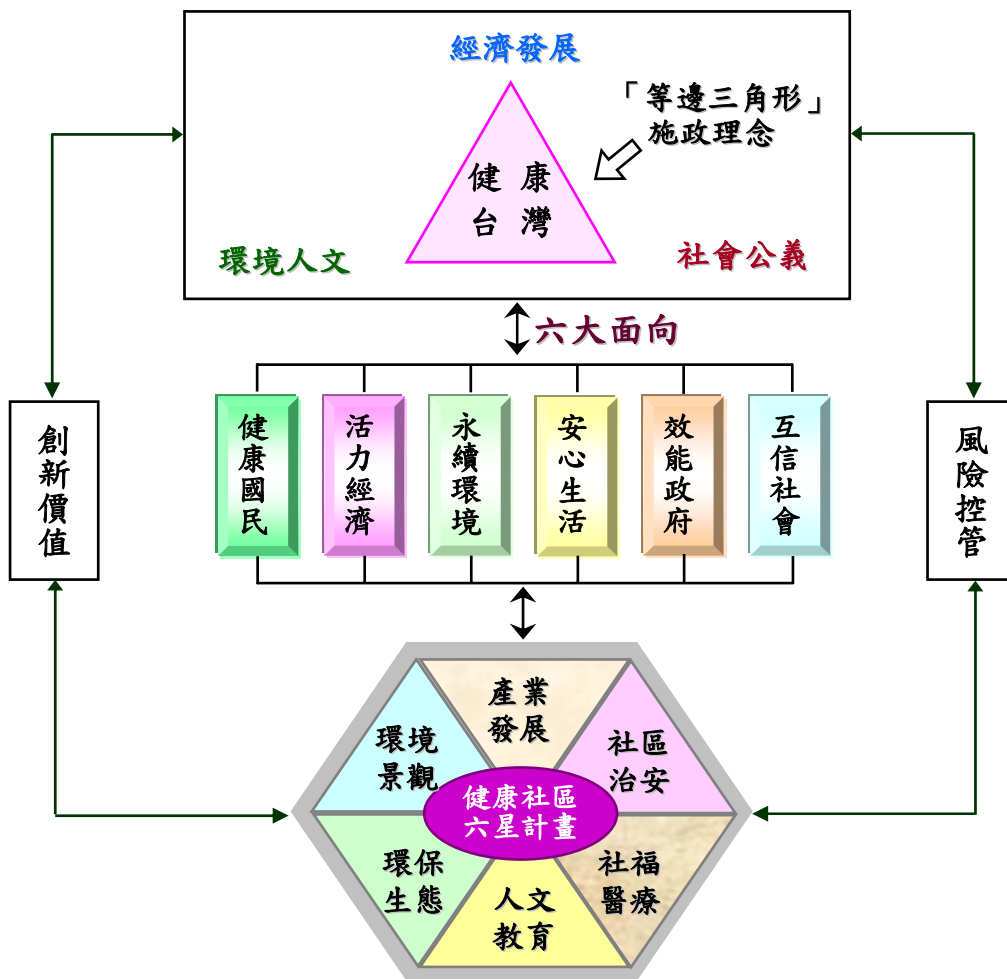 經濟發展
「等邊三角形」
施政理念
健 康
台 灣
環境人文
社會公義
六大面向
創新價值
健康國民
活力經濟
永續環境
安心生活
效能政府
互信社會
風險控管
產業
發展
環境
景觀
社區
治安
健康社區
六星計畫
環保
生態
社福
醫療
人文
教育